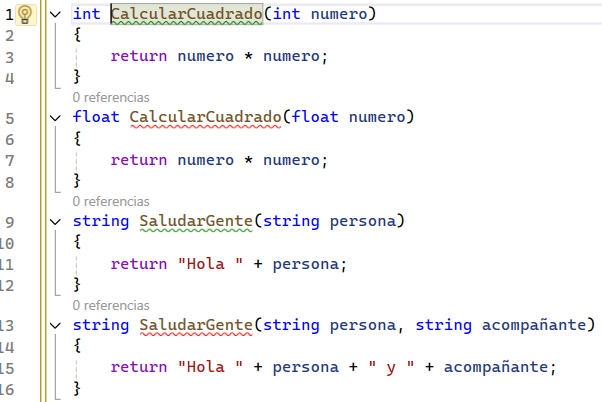 1 int CalcularCuadrado(int numero)
2 {
3 return numero * numero;
4 }
0 referencias
5 float CalcularCuadrado(float numero)
6 {
7 return numero * numero;
8 }
0 referencias
9 string SaludarGente(string persona)
10 {
11 return "Hola " + persona;
12 }
0 referencias
13 string SaludarGente(string persona, string acompañante)
14 {
15 return "Hola " + persona + " y " + acompañante;
16 }